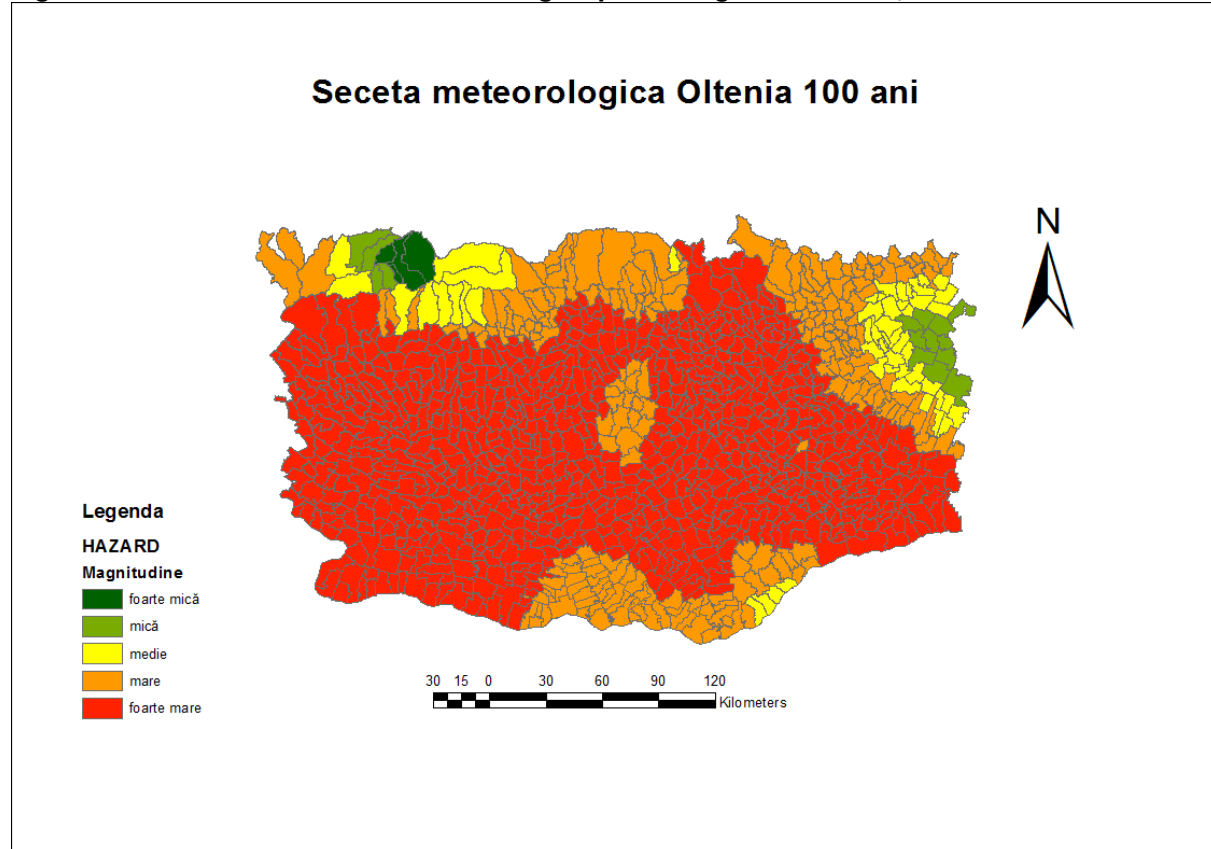 Seceta meteorologica Oltenia 100 ani
N
Legenda
HAZARD
Magnitudine
foarte mică
mică
medie
mare
foarte mare
30 15 0 30 60 90 120
Kilometers